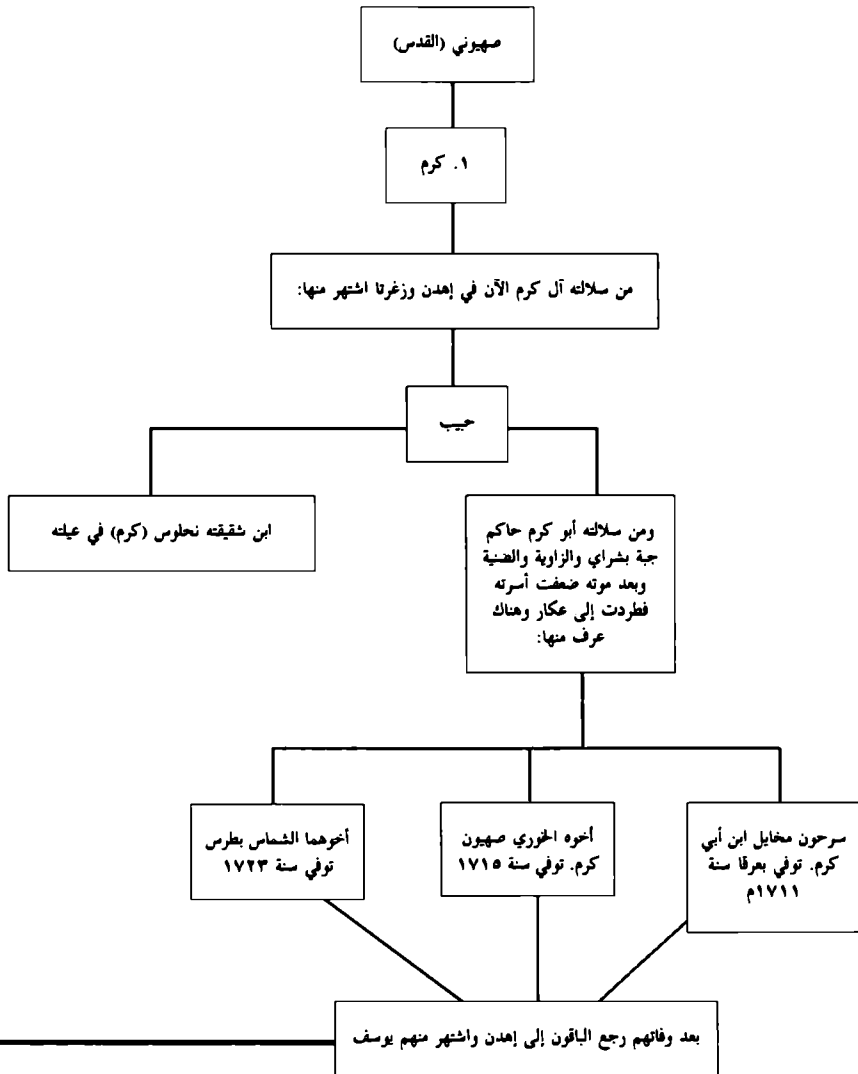 صهيوني (القدس)
١. كرم
من سلالته آل كرم الآن في إهدن وزغرتا اشتهر منها:
حبيب
ابن شقيقته نحلوس (كرم) في عيلته
ومن سلالته أبو كرم حاكم
جبة بشراي والزاوية والضنية
وبعد موته ضعفت أسرته
فطردت إلى عكار وهناك
عرف منها:
سرحون مخايل ابن أبي
كرم. توفي بعرقا سنة
١٧١١م
أخوه الخوري صهيون
كرم. توفي سنة ١٧١٥
أخوهما الشماس بطرس
توفي سنة ١٧٢٣
بعد وفاتهم رجع الباقون إلى إهدن واشتهر منهم يوسف